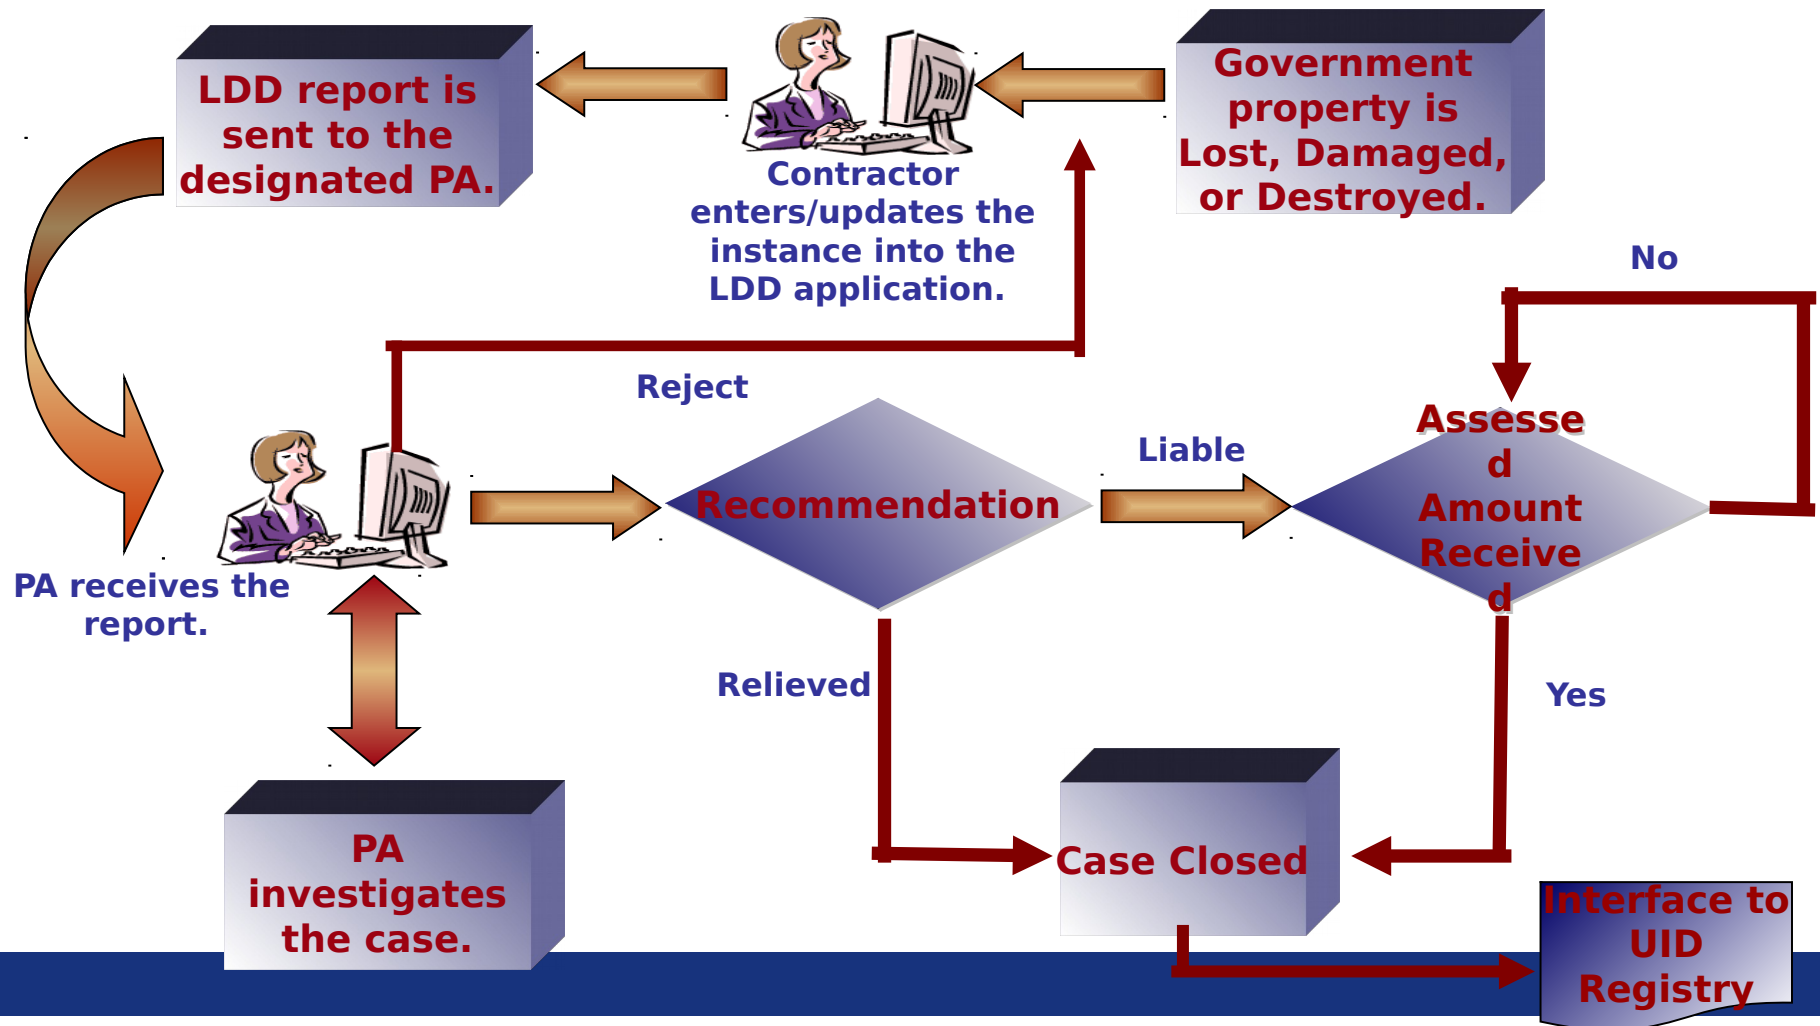 LDD report is
sent to the
designated PA.
Contractor
enters/updates the
instance into the
LDD application.
Government
property is
Lost, Damaged,
or Destroyed.
No
Reject
Recommendation
Liable
Assesse
d
Amount
Receive
d
PA receives the
report.
Relieved
Yes
PA
investigates
the case.
Case Closed
Interface to
UID
Registry